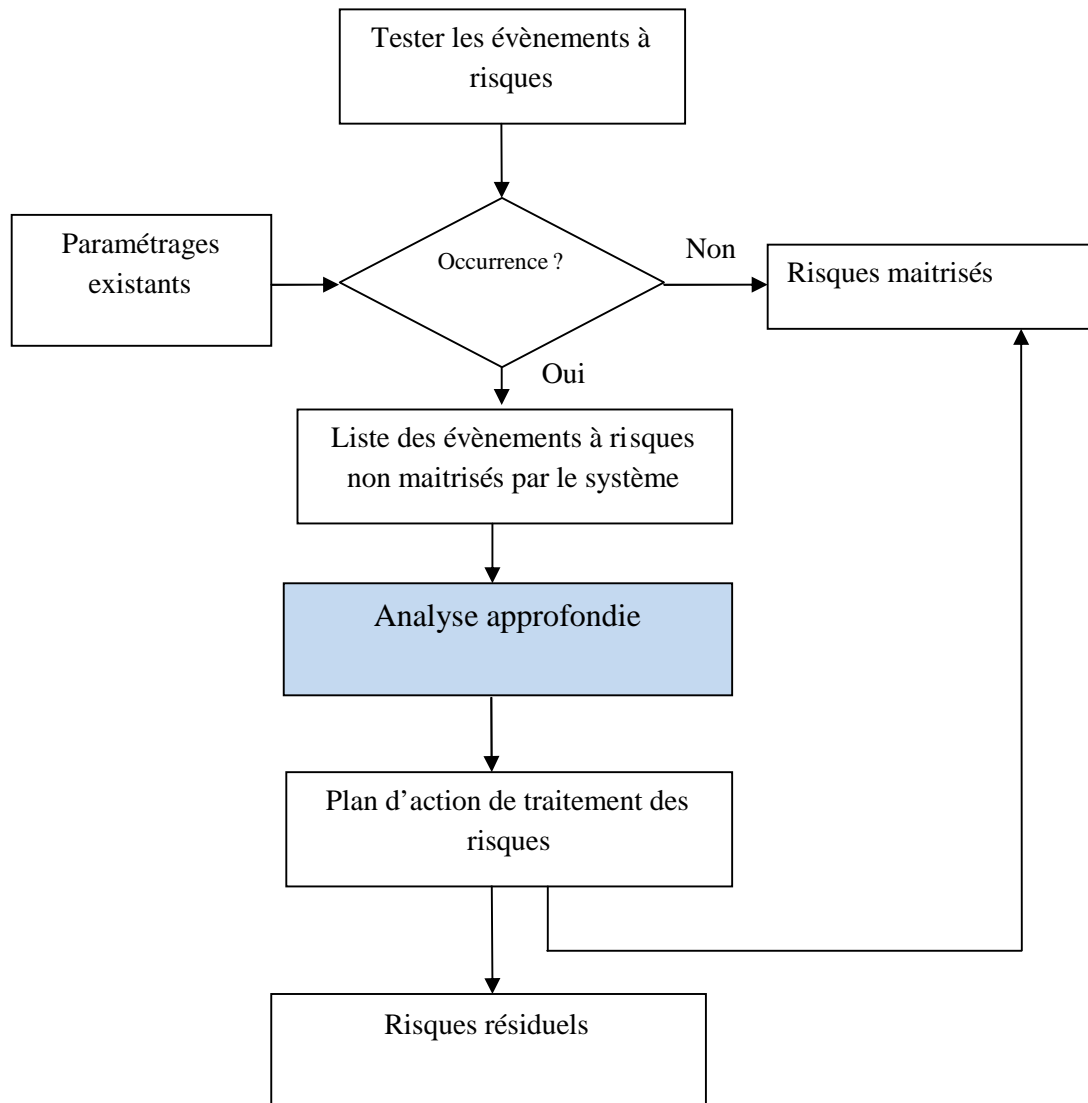 Tester les évènements à
risques
Paramétrages
existants
Occurrence ?
Non
Risques maitrisés
Oui
Liste des évènements à risques
non maitrisés par le système
Analyse approfondie
Plan d’action de traitement des
risques
Risques résiduels